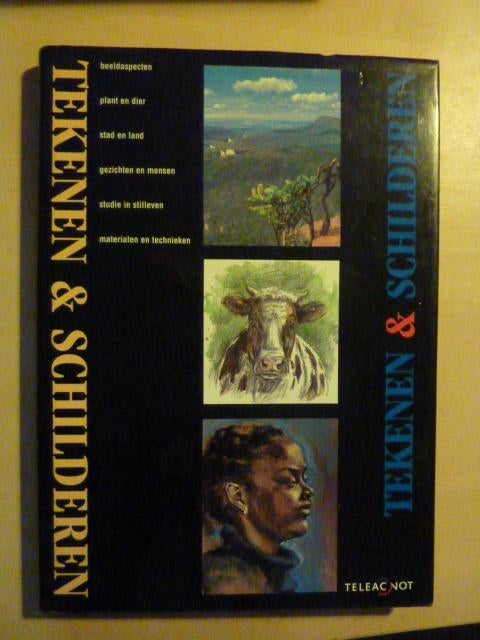 TEKENEN & SCHILDEREN
beeldaspecten
plant en dier
stad en land
gezichten en mensen
studie in stilleven
materialen en technieken
TEKENEN & SCHILDEREN
TELEAC NOT